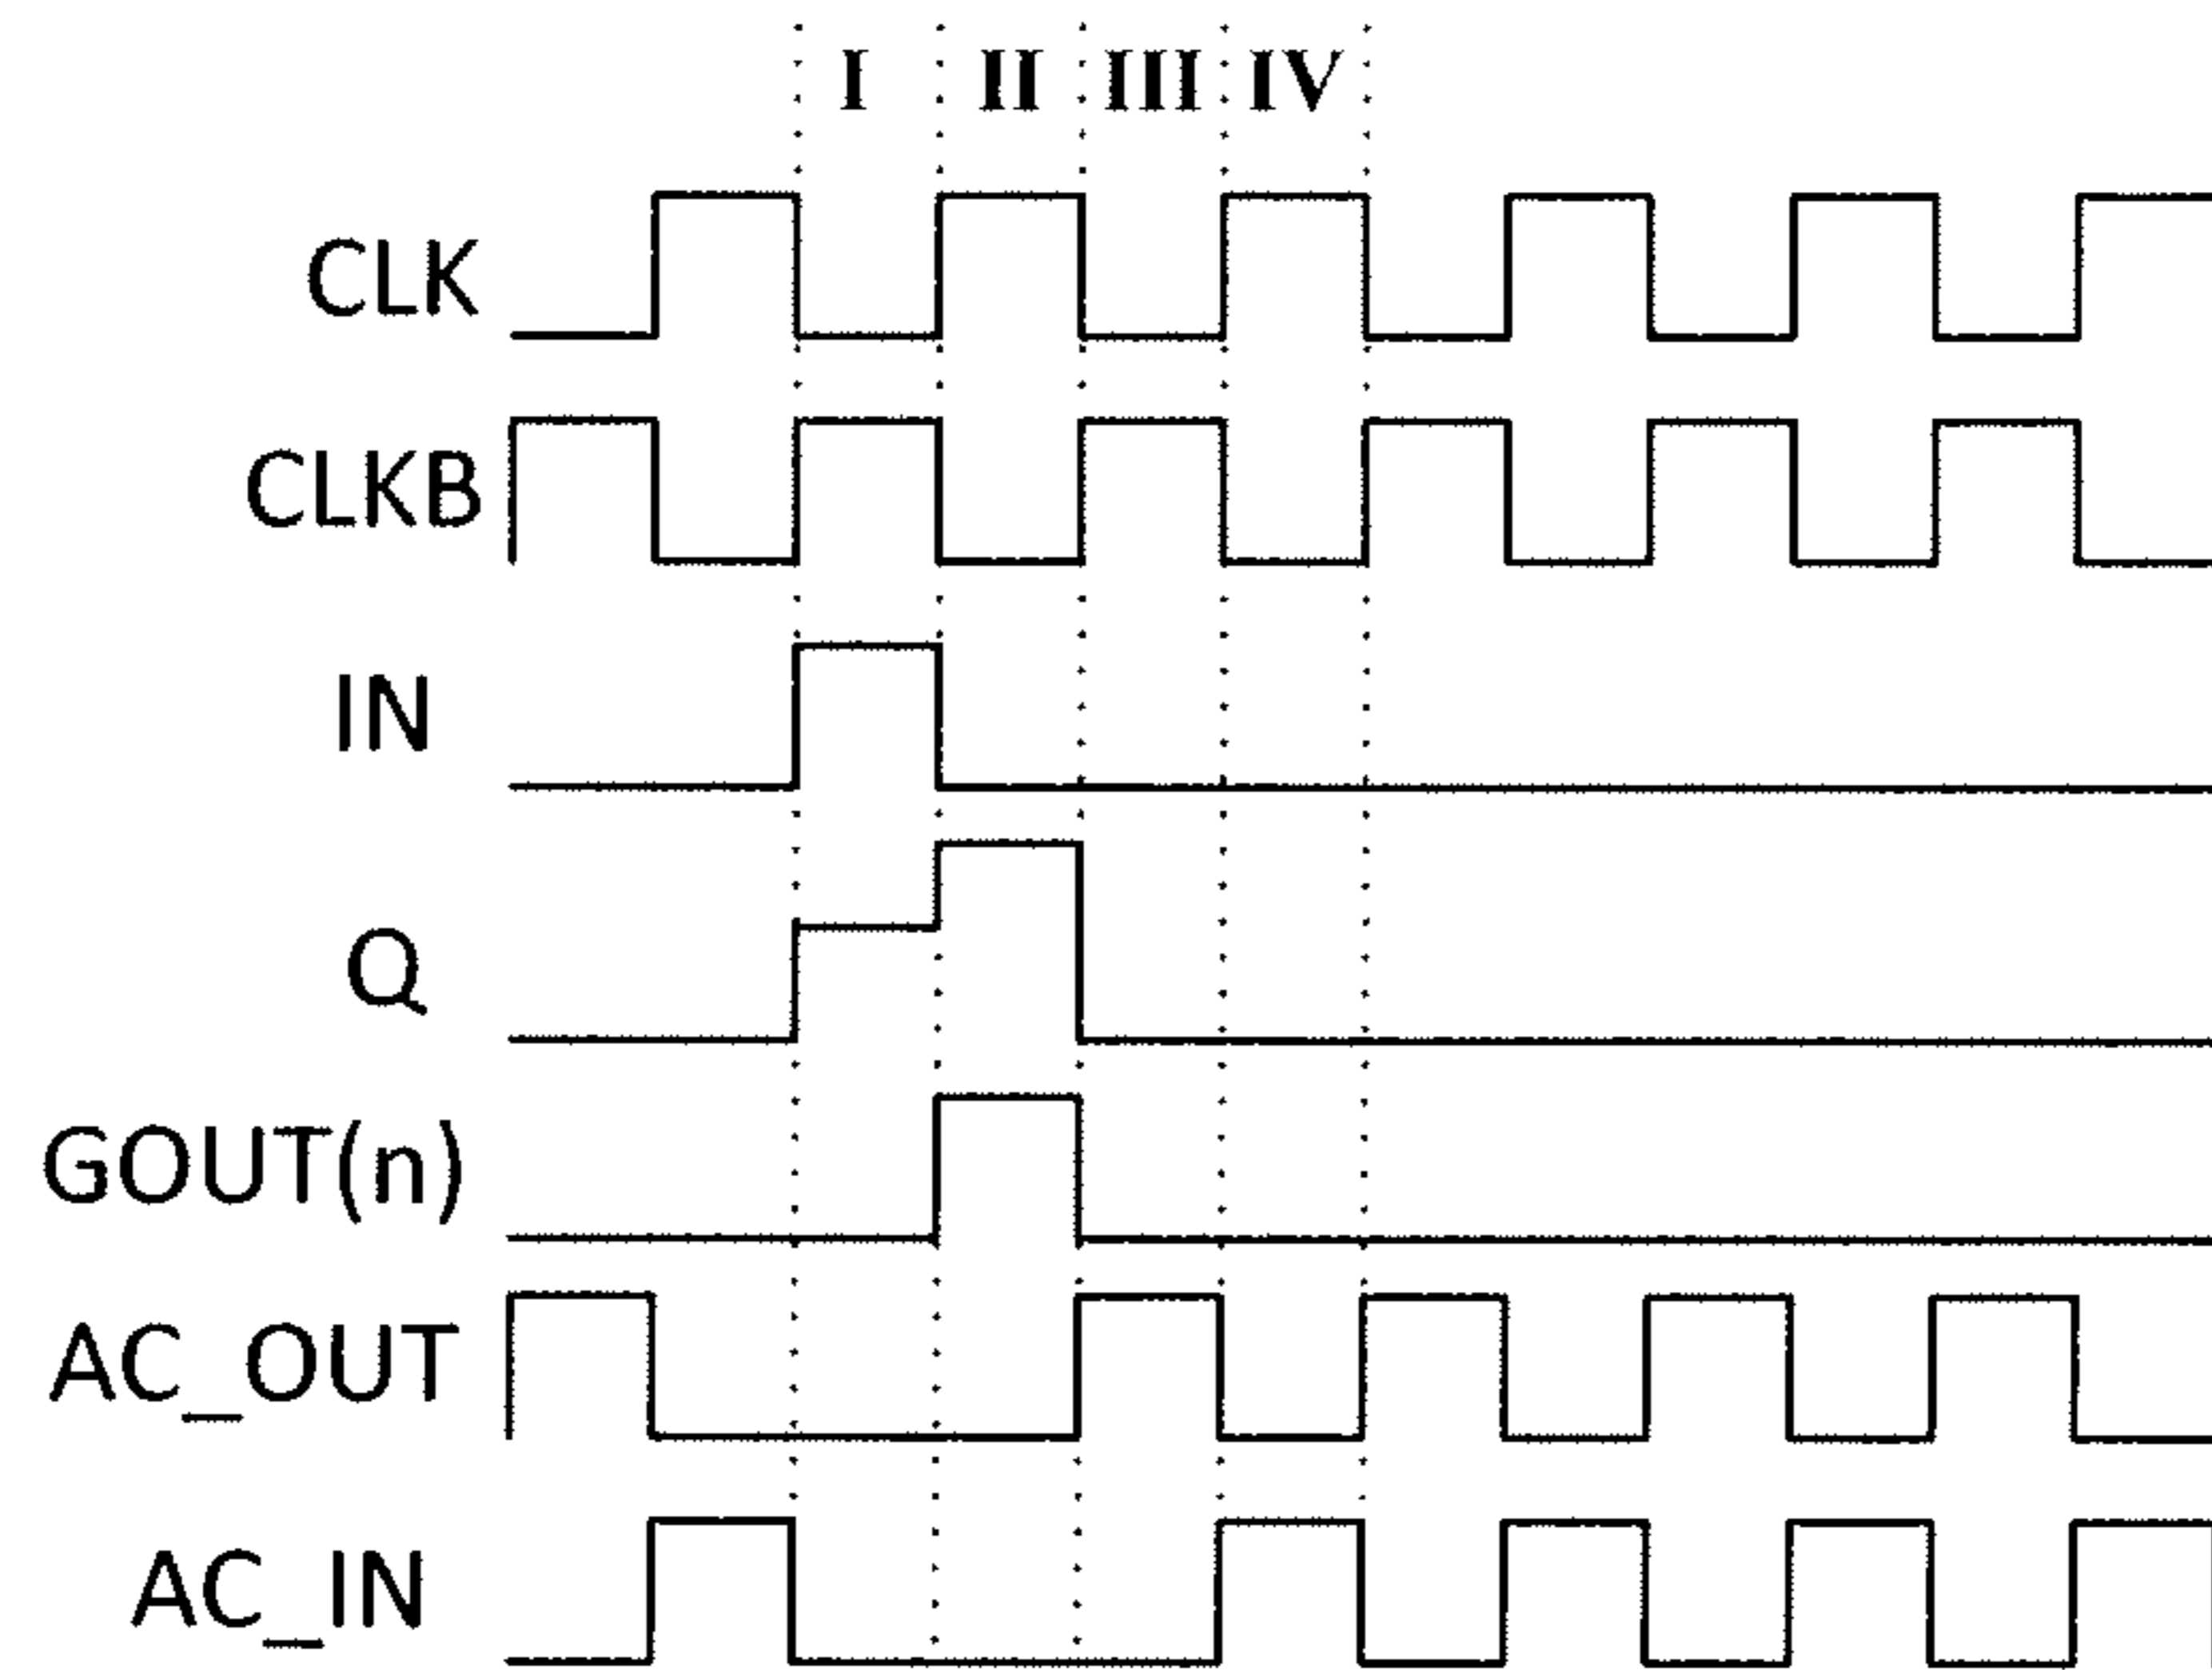 I II III IV
CLK
CLKB
IN
Q
GOUT(n)
AC_OUT
AC_IN